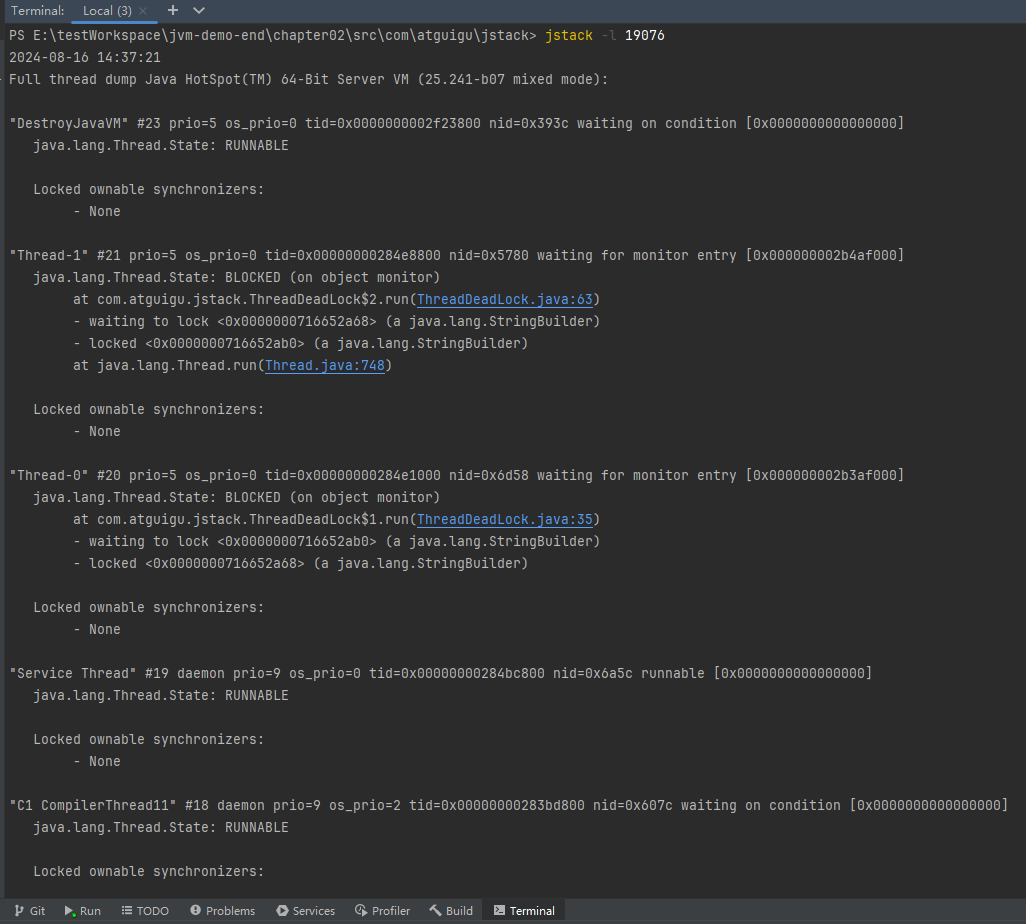 Terminal: Local (3)
PS E:\testWorkspace\jvm-demo-end\chapter02\src\com\atguigu\jstack> jstack -l 19076
2024-08-16 14:37:21
Full thread dump Java HotSpot(TM) 64-Bit Server VM (25.241-b07 mixed mode):
"DestroyJavaVM" #23 prio=5 os_prio=0 tid=0x0000000002f23800 nid=0x393c waiting on condition [0x0000000000000000]
java.lang.Thread.State: RUNNABLE
Locked ownable synchronizers:
- None
"Thread-1" #21 prio=5 os_prio=0 tid=0x00000000284e8800 nid=0x5780 waiting for monitor entry [0x000000002b4af000]
java.lang.Thread.State: BLOCKED (on object monitor)
at com.atguigu.jstack.ThreadDeadLock$2.run(ThreadDeadLock.java:63)
- waiting to lock <0x0000000716652a68> (a java.lang.StringBuilder)
- locked <0x0000000716652ab0> (a java.lang.StringBuilder)
at java.lang.Thread.run(Thread.java:748)
Locked ownable synchronizers:
- None
"Thread-0" #20 prio=5 os_prio=0 tid=0x00000000284e1000 nid=0x6d58 waiting for monitor entry [0x000000002b3af000]
java.lang.Thread.State: BLOCKED (on object monitor)
at com.atguigu.jstack.ThreadDeadLock$1.run(ThreadDeadLock.java:35)
- waiting to lock <0x0000000716652ab0> (a java.lang.StringBuilder)
- locked <0x0000000716652a68> (a java.lang.StringBuilder)
Locked ownable synchronizers:
- None
"Service Thread" #19 daemon prio=9 os_prio=0 tid=0x00000000284bc800 nid=0x6a5c runnable [0x0000000000000000]
java.lang.Thread.State: RUNNABLE
Locked ownable synchronizers:
- None
"C1 CompilerThread11" #18 daemon prio=9 os_prio=2 tid=0x00000000283bd800 nid=0x607c waiting on condition [0x0000000000000000]
java.lang.Thread.State: RUNNABLE
Locked ownable synchronizers:
Git Run TODO Problems Services Profiler Build Terminal